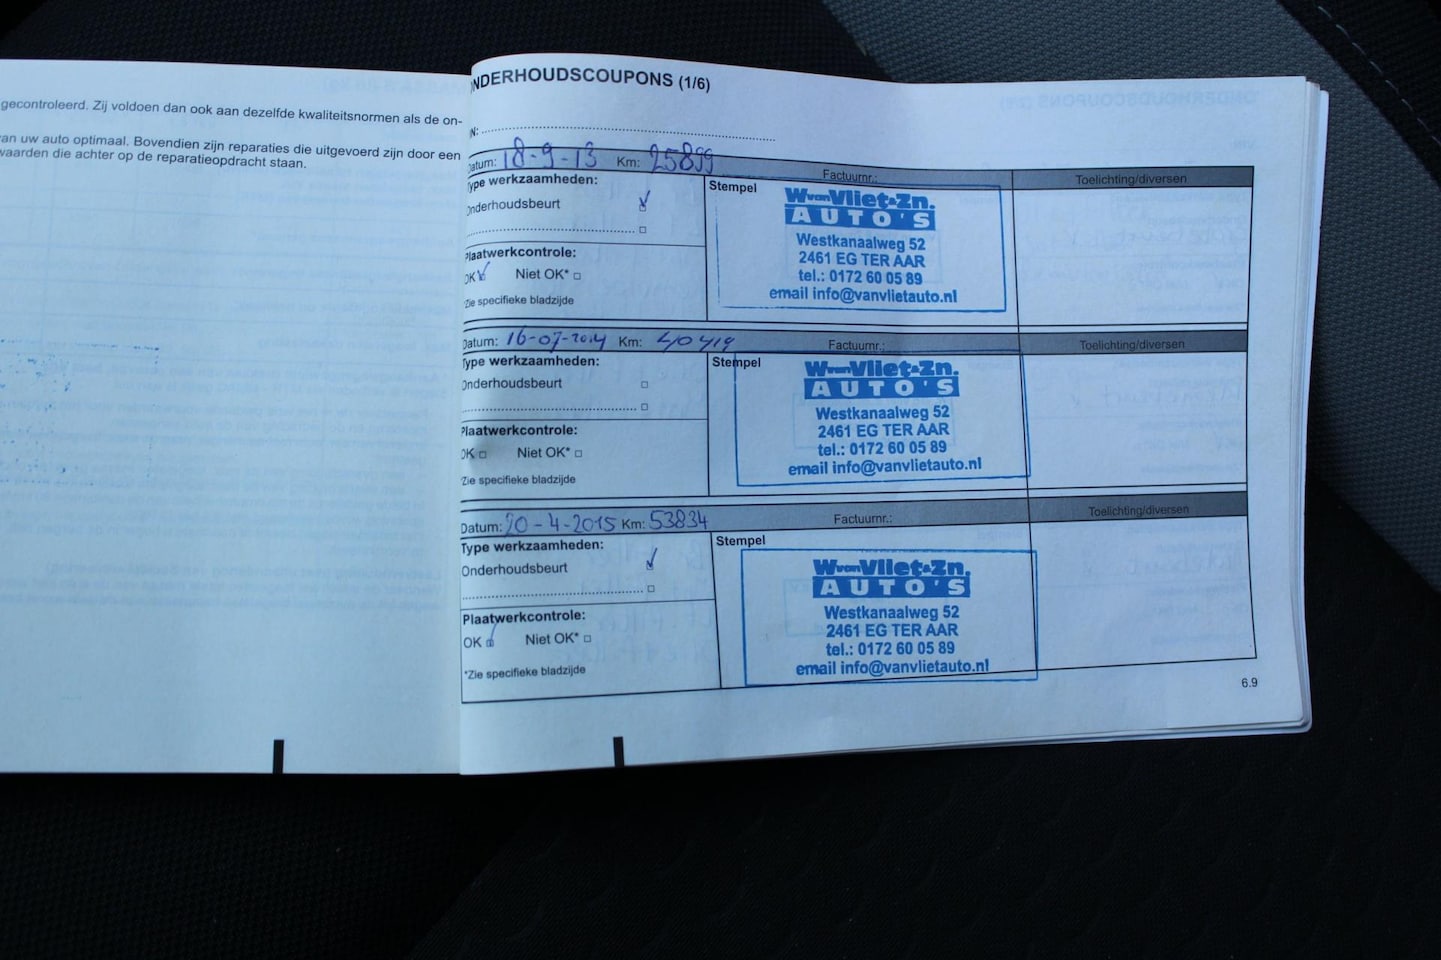 gecontroleerd. Zij voldoen dan ook aan dezelfde kwaliteitsnormen als de on-
van uw auto optimaal. Bovendien zijn reparaties die uitgevoerd zijn door een
waarden die achter op de reparatieopdracht staan.
ONDERHOUDSCOUPONS (1/6)
N:
Datum: 18-9-13 Km: 25899 Factuurnr.: Toelichting/diversen
Type werkzaamheden:
Stempel
Onderhoudsbeurt
Plaatwerkcontrole:
OK Niet OK*
*Zie specifieke bladzijde
W van Vliet & Zn.
AUTO'S
Westkanaalweg 52
2461 EG TER AAR
tel.: 0172 60 05 89
email info@vanvlietauto.nl
Datum: 16-07-2014 Km: 40419 Factuurnr.: Toelichting/diversen
Type werkzaamheden:
Stempel
Onderhoudsbeurt
Plaatwerkcontrole:
OK Niet OK*
Zie specifieke bladzijde
W van Vliet & Zn.
AUTO'S
Westkanaalweg 52
2461 EG TER AAR
tel.: 0172 60 05 89
email info@vanvlietauto.nl
Datum: 20-4-2015 Km: 53834 Factuurnr.: Toelichting/diversen
Type werkzaamheden:
Stempel
Onderhoudsbeurt
Plaatwerkcontrole:
OK Niet OK*
*Zie specifieke bladzijde
W van Vliet & Zn.
AUTO'S
Westkanaalweg 52
2461 EG TER AAR
tel.: 0172 60 05 89
email info@vanvlietauto.nl
6.9